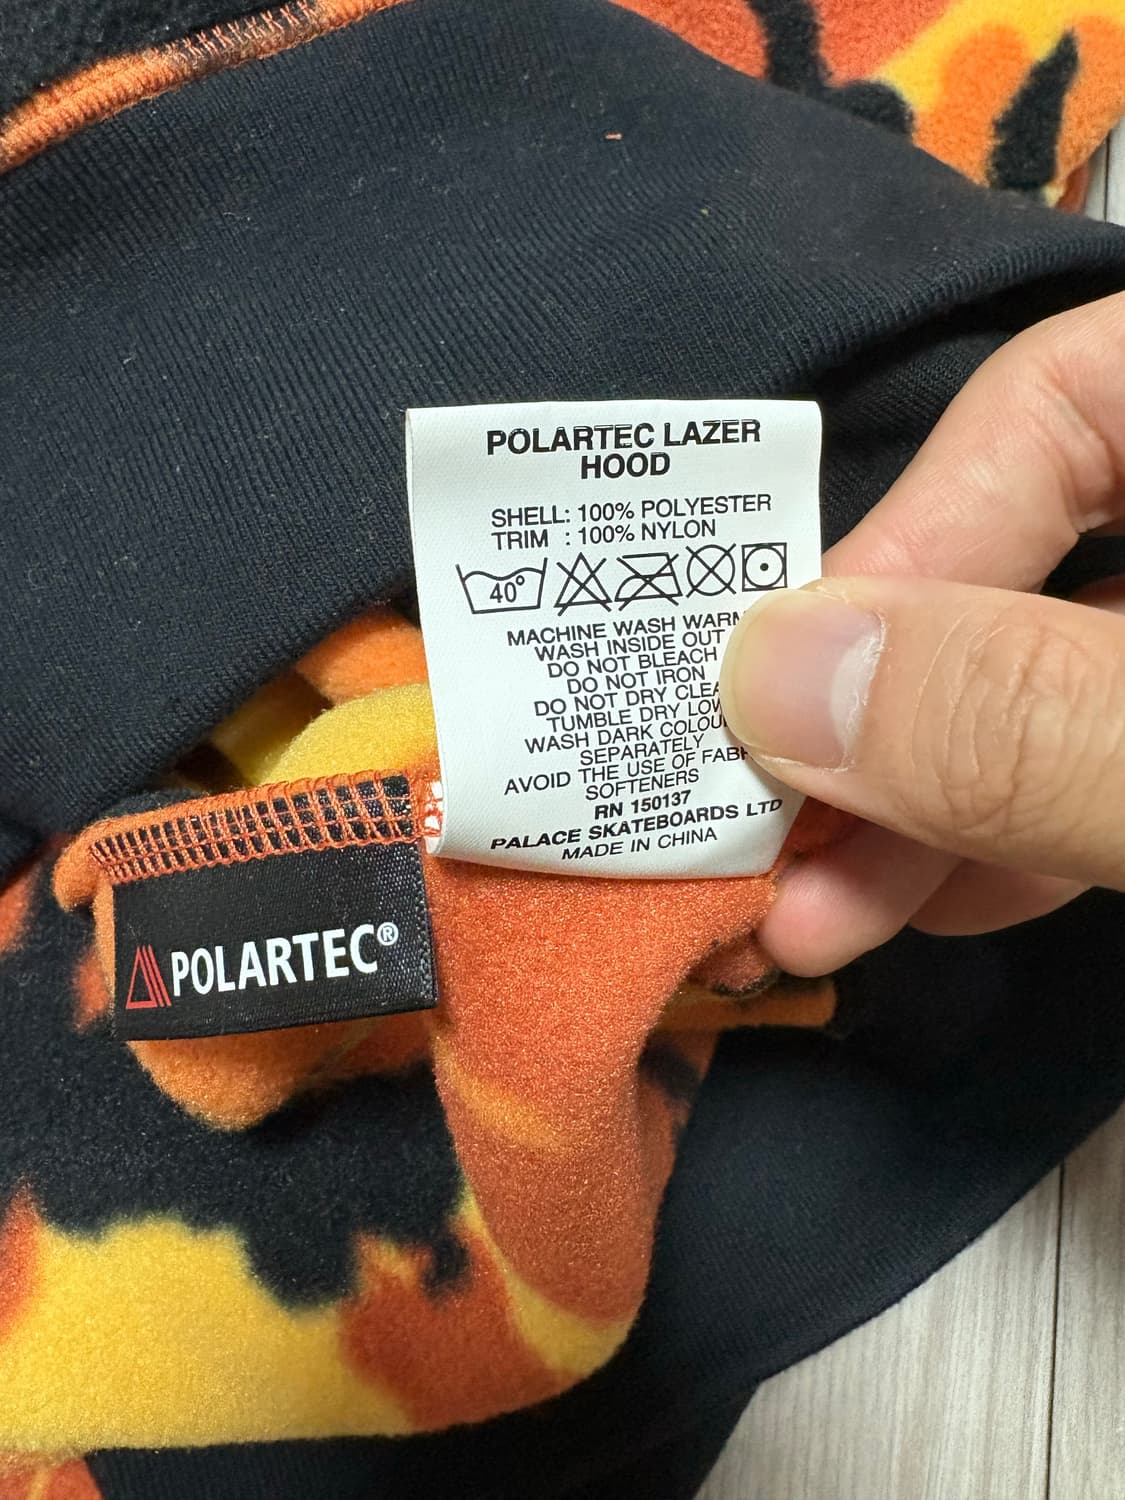 POLARTEC LAZER
HOOD
SHELL: 100% POLYESTER
TRIM : 100% NYLON
40°
MACHINE WASH WARM
WASH INSIDE OUT
DO NOT BLEACH
DO NOT IRON
DO NOT DRY CLEA
TUMBLE DRY LOW
WASH DARK COLOU
SEPARATELY
AVOID THE USE OF FABR
SOFTENERS
RN 150137
PALACE SKATEBOARDS LTD
MADE IN CHINA
POLARTEC®